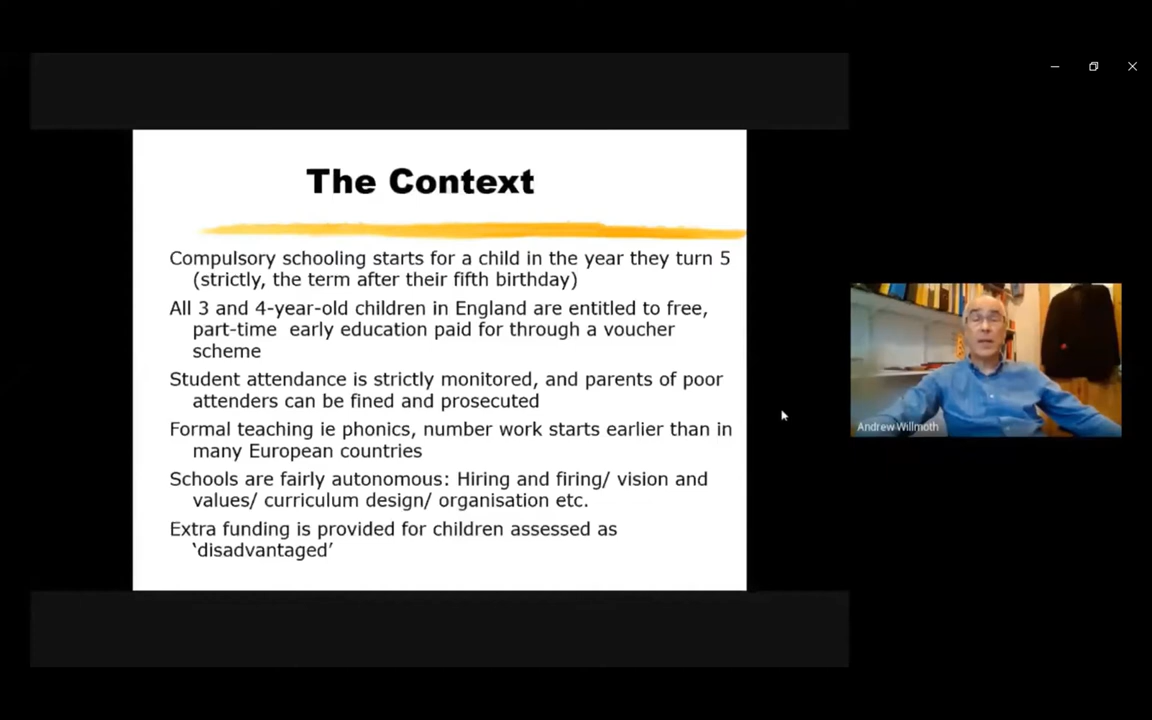 The Context
Compulsory schooling starts for a child in the year they turn 5
(strictly, the term after their fifth birthday)
All 3 and 4-year-old children in England are entitled to free,
part-time early education paid for through a voucher
scheme
Student attendance is strictly monitored, and parents of poor
attenders can be fined and prosecuted
Formal teaching ie phonics, number work starts earlier than in
many European countries
Schools are fairly autonomous: Hiring and firing/ vision and
values/ curriculum design/ organisation etc.
Extra funding is provided for children assessed as
‘disadvantaged’
Andrew Willmoth